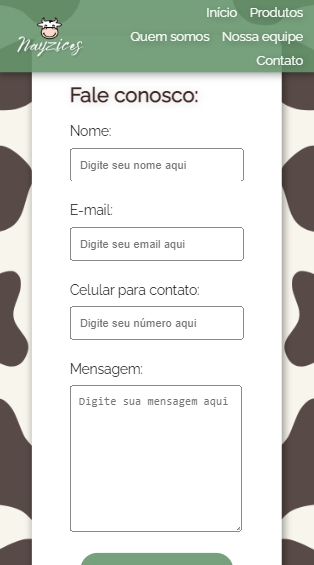 Início Produtos
Nayzices
Quem somos Nossa equipe
Contato
Fale conosco:
Nome:
Digite seu nome aqui
E-mail:
Digite seu email aqui
Celular para contato:
Digite seu número aqui
Mensagem:
Digite sua mensagem aqui